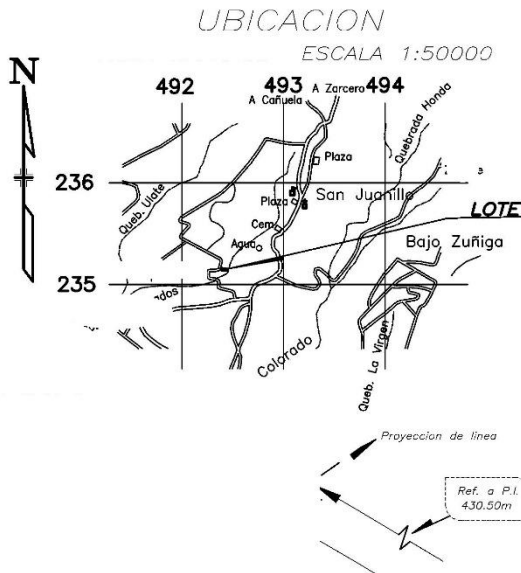 UBICACION
ESCALA 1:50000
N
492
493
494
A Zarcero
A Cañuela
Quebrada Honda
Plaza
236
San Juanillo
Plaza
Queb. Ulate
LOTE
Cem.
Bajo Zuñiga
Agua
235
Colorado
Queb. La Virgen
Proyeccion de linea
Ref. a P.I.
430.50m